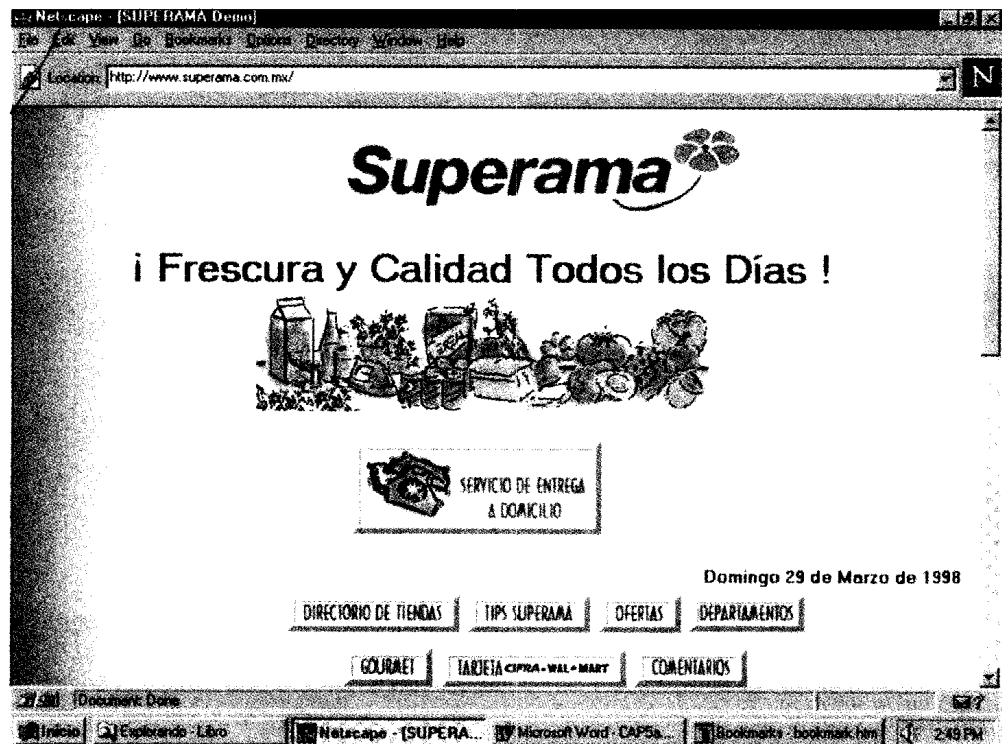 Netscape - [SUPERAMA Demo]
File Edit View Go Bookmarks Options Directory Window Help
Location: http://www.superama.com.mx/
N
Superama
¡ Frescura y Calidad Todos los Días !
SERVICIO DE ENTREGA
A DOMICILIO
Domingo 29 de Marzo de 1998
DIRECTORIO DE TIENDAS TIPS SUPERAMA OFERTAS DEPARTAMENTOS
GOURMET TARJETA CIFRA-WAL-MART COMENTARIOS
Document: Done
Inicio Explorando - Libro Netscape - [SUPERA... Microsoft Word - CAP5a... Bookmarks - bookmark.htm 2:49 PM